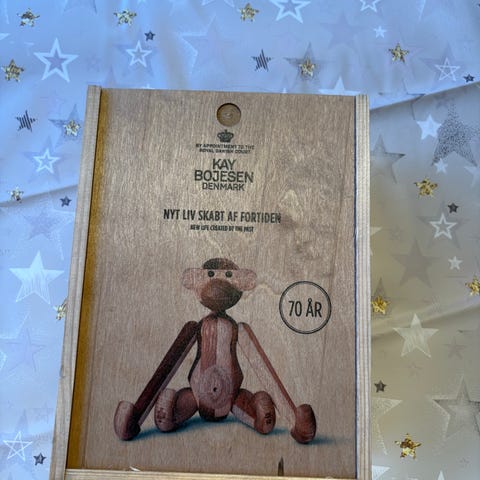 BY APPOINTMENT TO THE
ROYAL DANISH COURT
KAY
BOJESEN
DENMARK
NYT LIV SKABT AF FORTIDEN
NEW LIFE CREATED BY THE PAST
70 ÅR